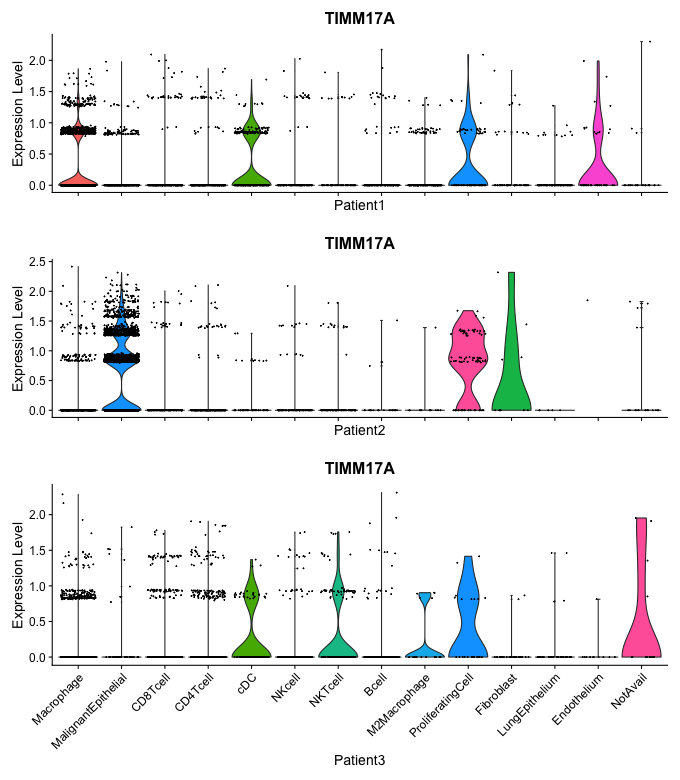 TIMM17A
Expression Level
2.0
1.5
1.0
0.5
0.0
Patient1
TIMM17A
Expression Level
2.5
2.0
1.5
1.0
0.5
0.0
Patient2
TIMM17A
Expression Level
2.0
1.5
1.0
0.5
0.0
Macrophage
MalignantEpithelial
CD8Tcell
CD4Tcell
cDC
NKcell
NKTcell
Bcell
M2Macrophage
ProliferatingCell
Fibroblast
LungEpithelium
Endothelium
NotAvail
Patient3